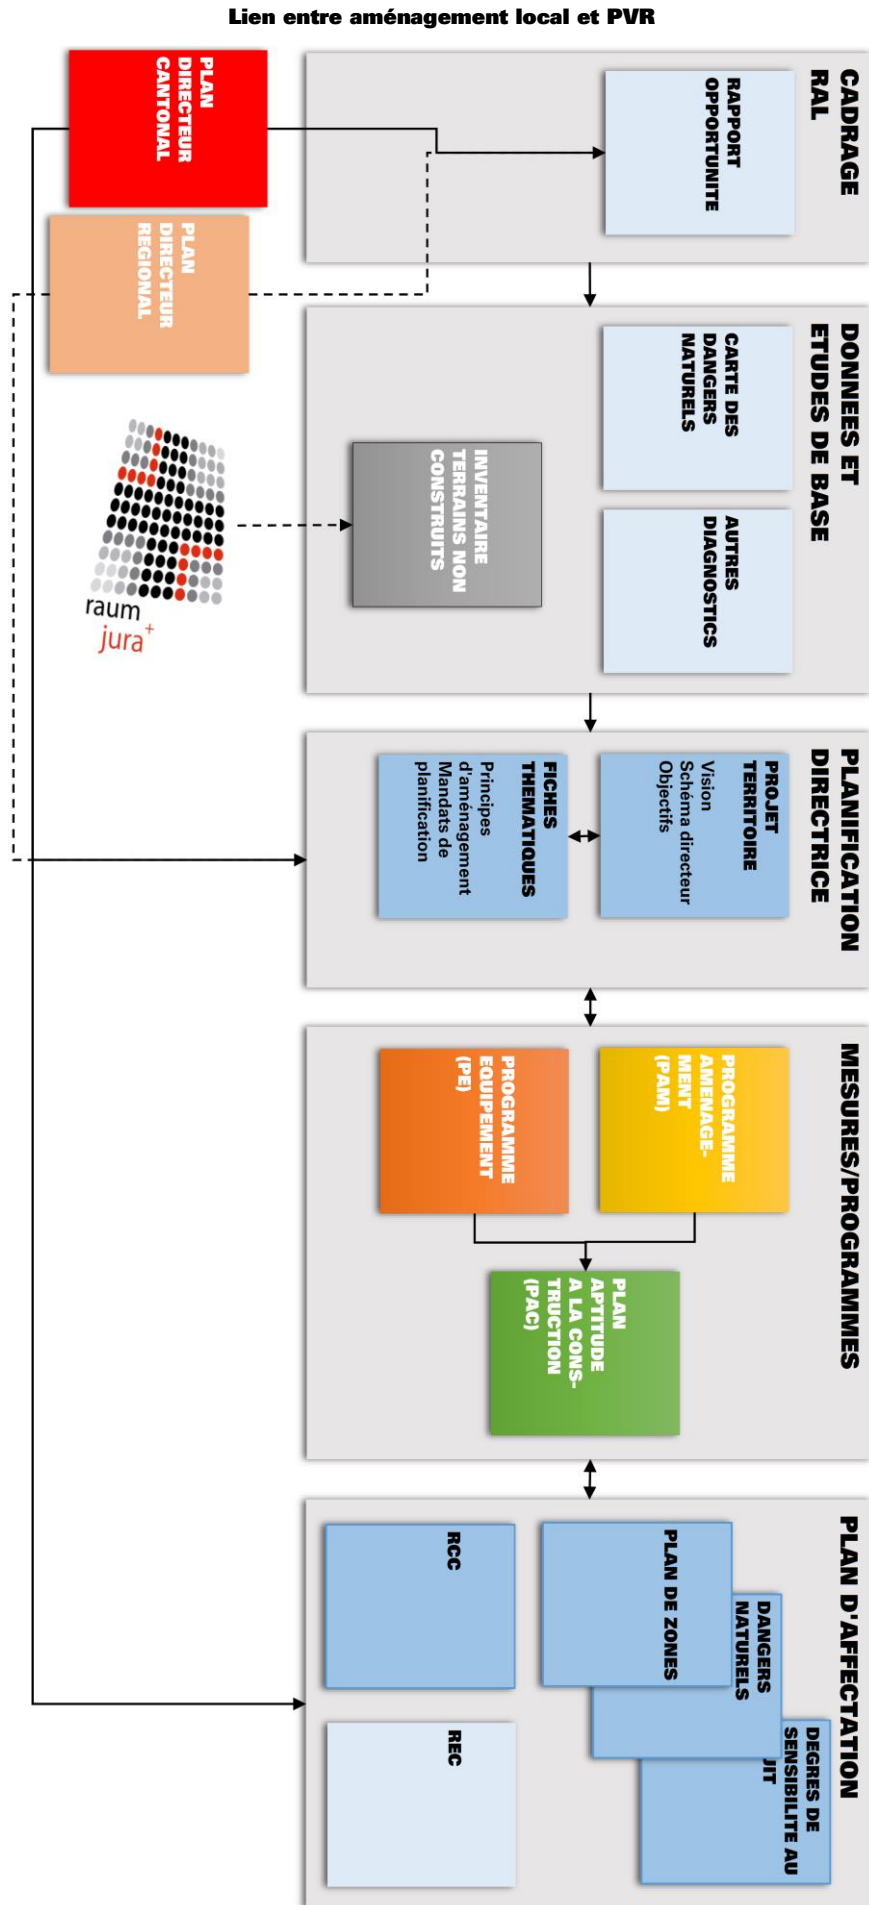 Lien entre aménagement local et PVR
PLAN
DIRECTEUR
CANTONAL
PLAN
DIRECTEUR
REGIONAL
raum
jura+
CADRAGE
RAL
RAPPORT
OPPORTUNITE
DONNEES ET
ETUDES DE BASE
CARTE DES
DANGERS
NATURELS
AUTRES
DIAGNOSTICS
INVENTAIRE
TERRAINS NON
CONSTRUITS
PLANIFICATION
DIRECTRICE
PROJET
TERRITOIRE
Vision
Schéma directeur
Objectifs
FICHES
THEMATIQUES
Principes
d'aménagement
Mandats de
planification
MESURES/PROGRAMMES
PROGRAMME
AMENAGE-
MENT
(PAM)
PROGRAMME
EQUIPEMENT
(PE)
PLAN
APTITUDE
A LA CONS-
TRUCTION
(PAC)
PLAN D'AFFECTATION
PLAN DE ZONES
DANGERS
NATURELS
DEGRES DE
SENSIBILITE AU
UIT
RCC
REC